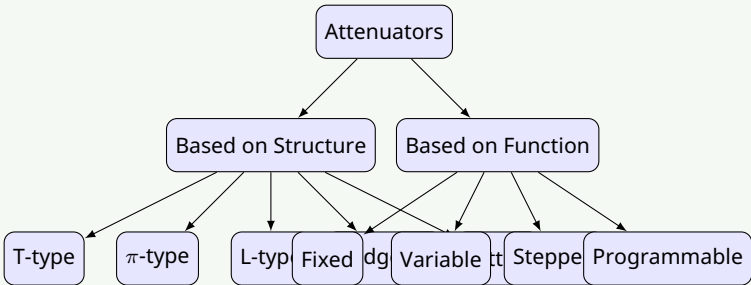 Attenuators
Based on Structure
Based on Function
T-type
π-type
L-typ
Fixed
Variable
Steppe
Programmable